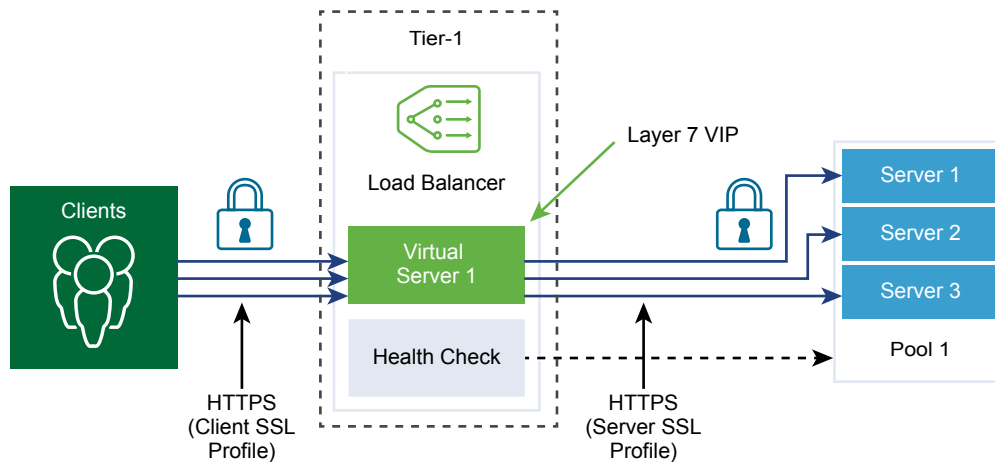 Tier-1
Layer 7 VIP
Load Balancer
Clients
Virtual
Server 1
Server 1
Server 2
Server 3
Health Check
Pool 1
HTTPS
(Client SSL
Profile)
HTTPS
(Server SSL
Profile)